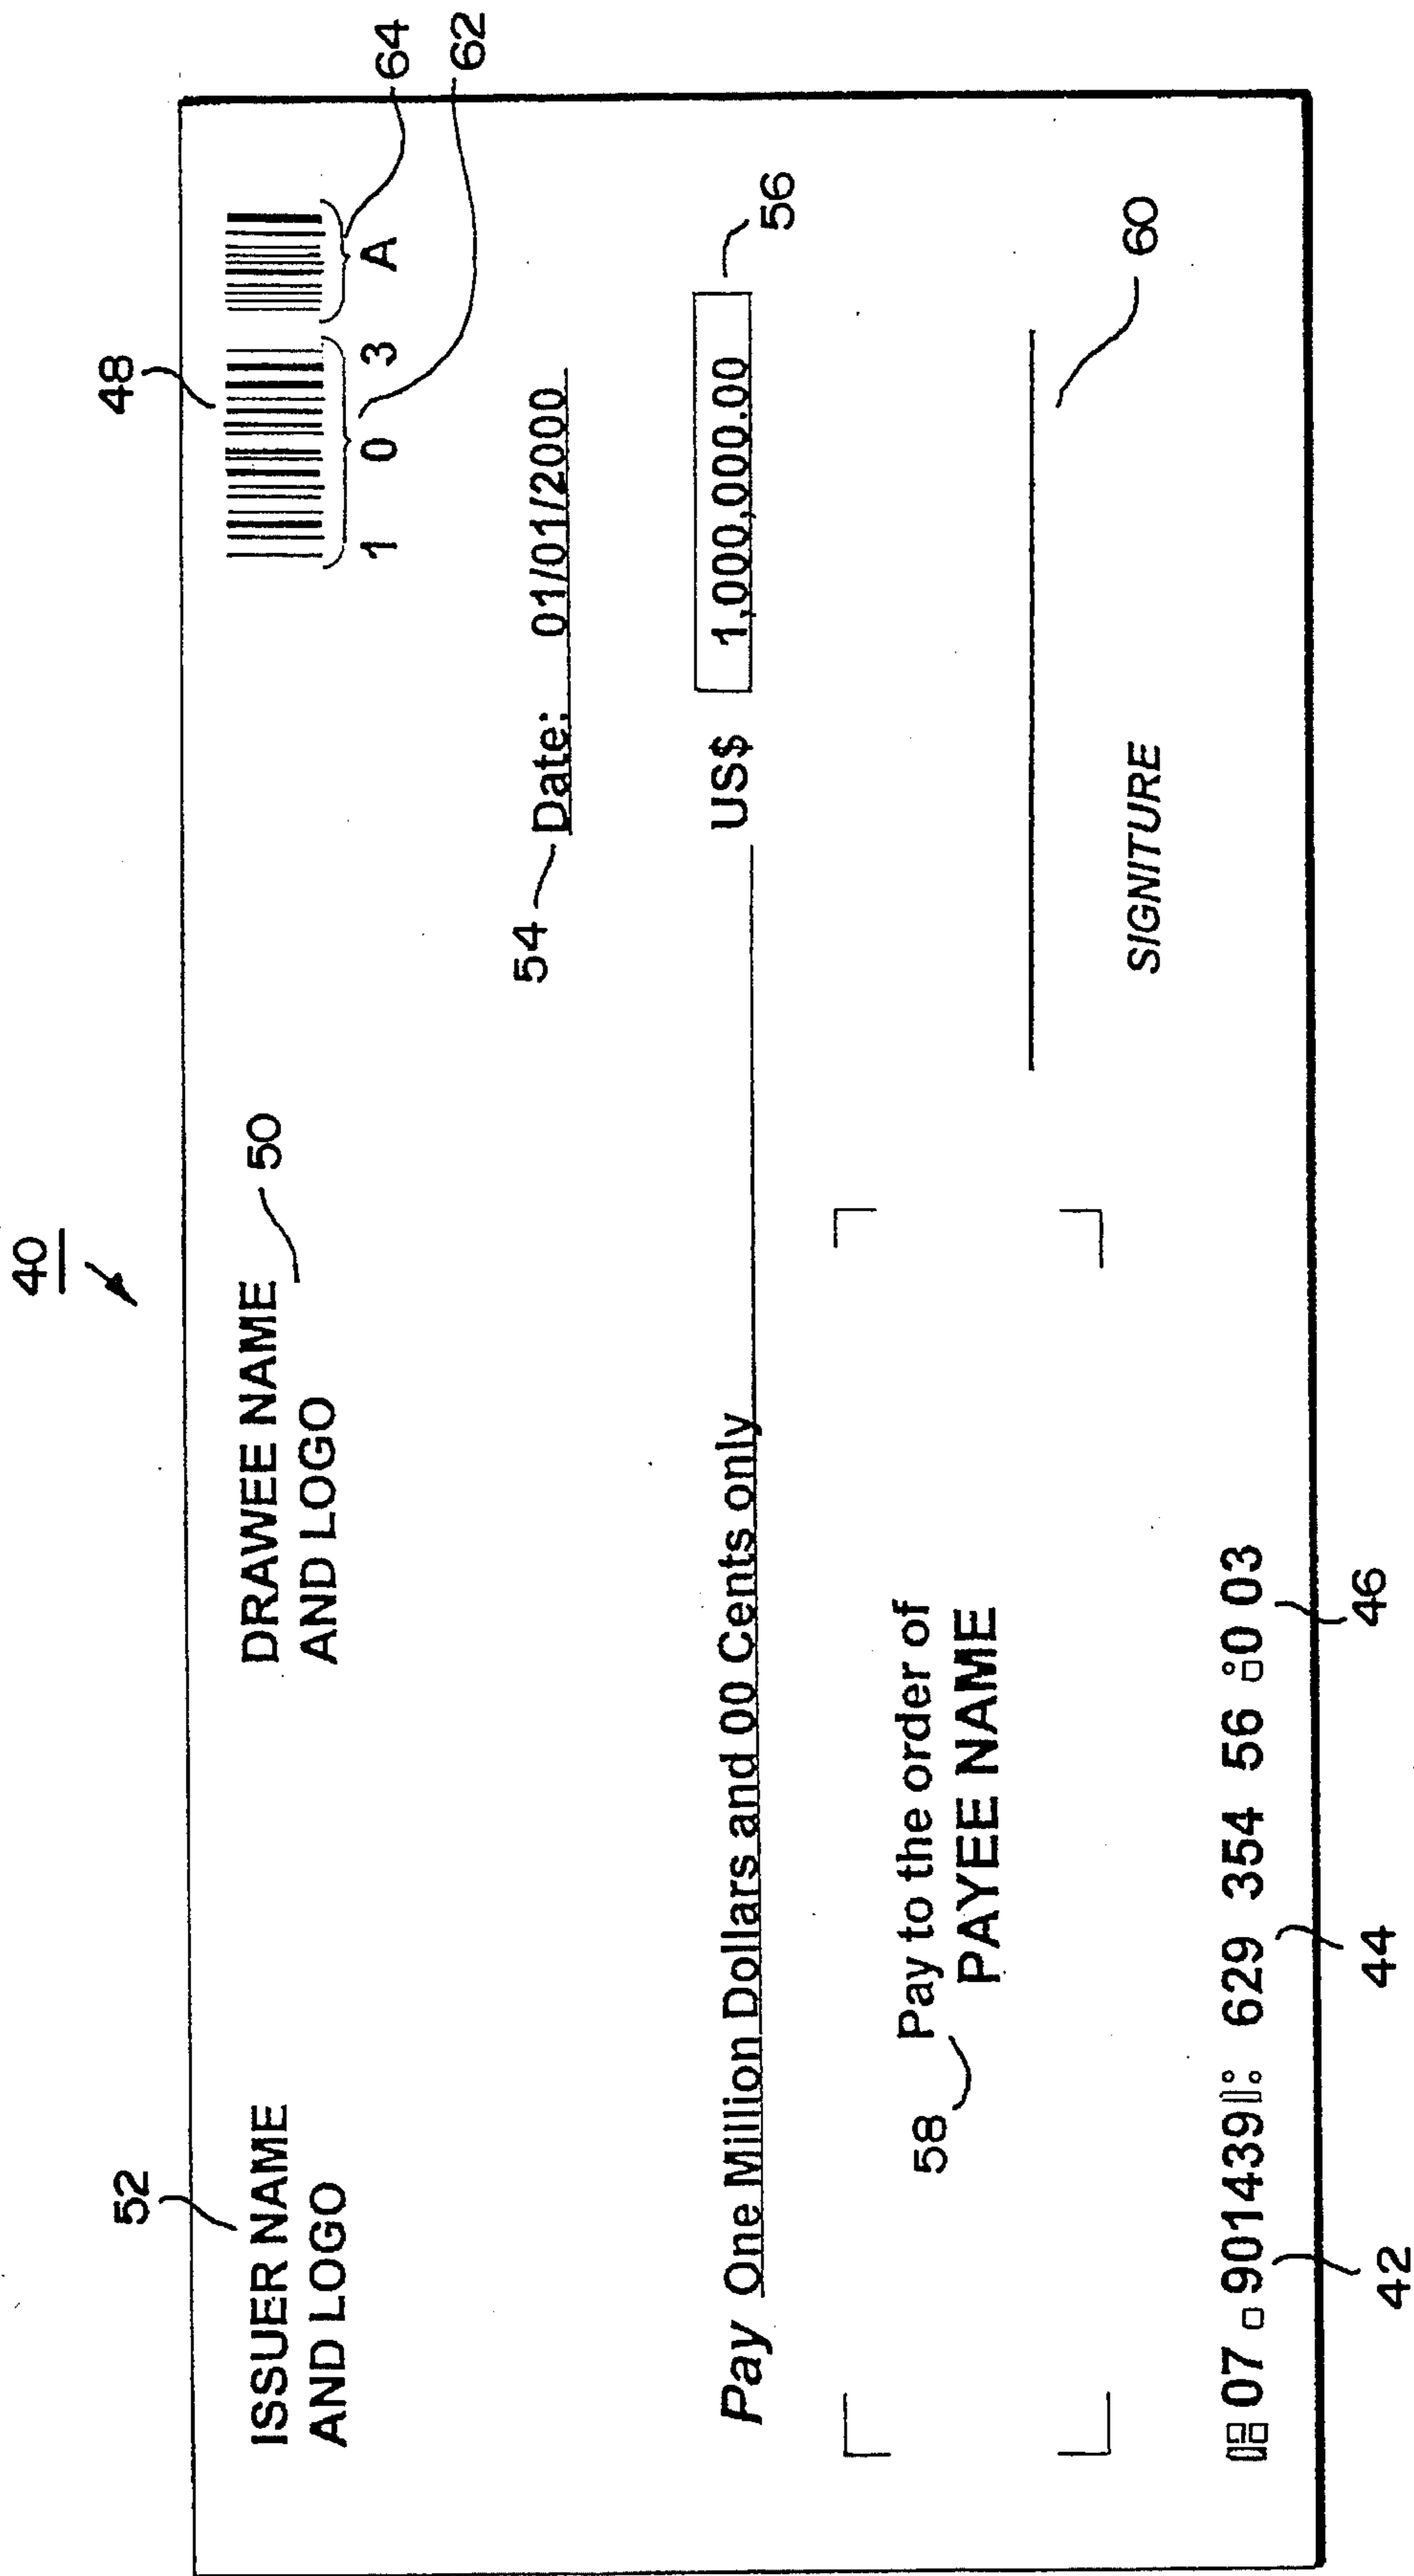 40
52
50
48
64
62
ISSUER NAME
AND LOGO
DRAWEE NAME
AND LOGO
1 0 3 A
54
Date: 01/01/2000
Pay One Million Dollars and 00 Cents only
US$ 1,000,000.00
56
58
Pay to the order of
PAYEE NAME
60
SIGNITURE
07 901439 629 354 56 0 03
42
44
46